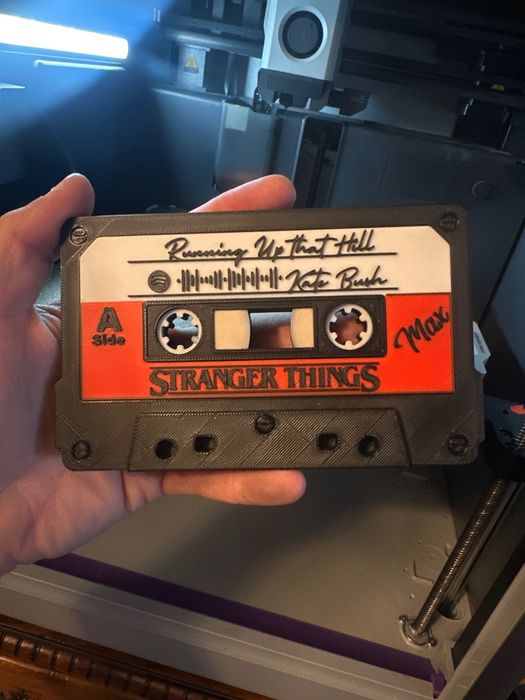 Running Up that Hill
Kate Bush
A
Side
Max
STRANGER THINGS